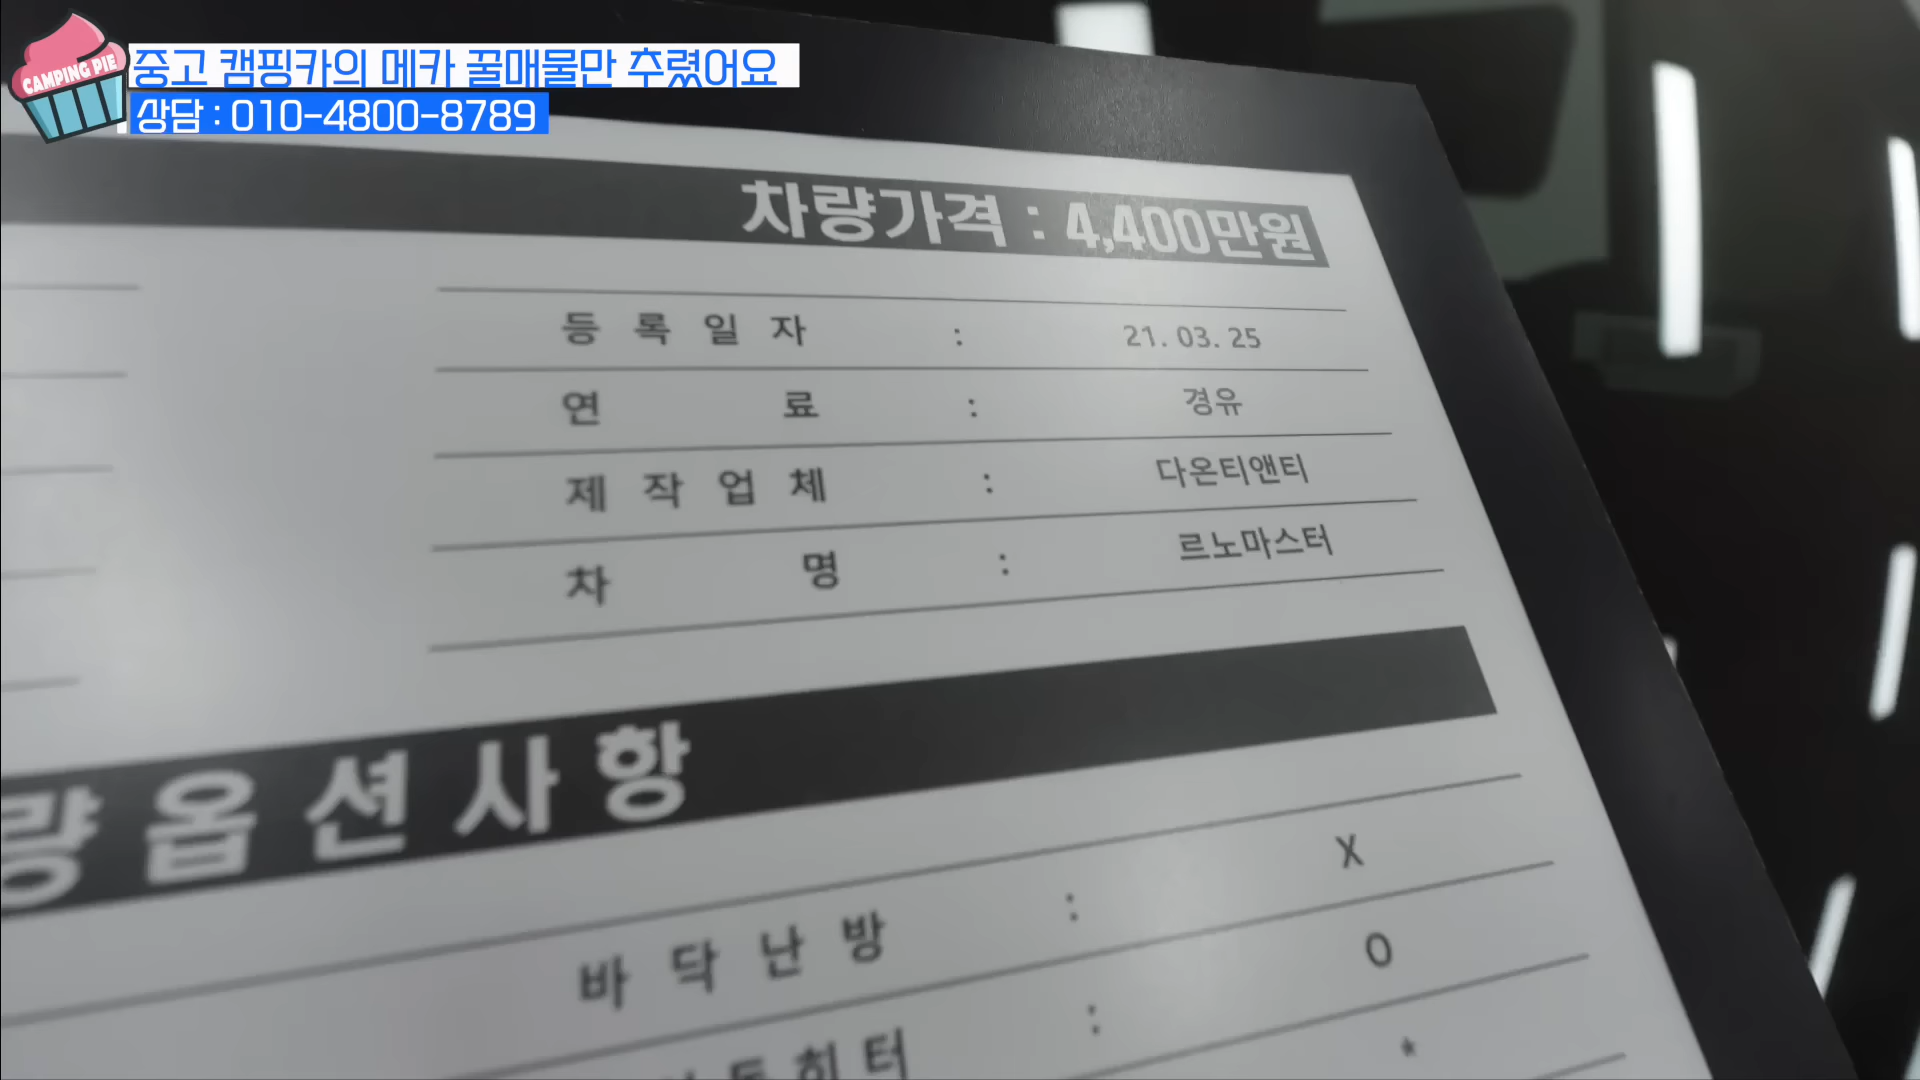 CAMPING PIE
중고 캠핑카의 메카 꿀매물만 추렸어요
상담 : 010-4800-8789
차량가격 : 4,400만원
등록일자 : 21. 03. 25
연료 : 경유
제작업체 : 다온티앤티
차명 : 르노마스터
량옵션사항
바닥난방 : X
히터 : O
*